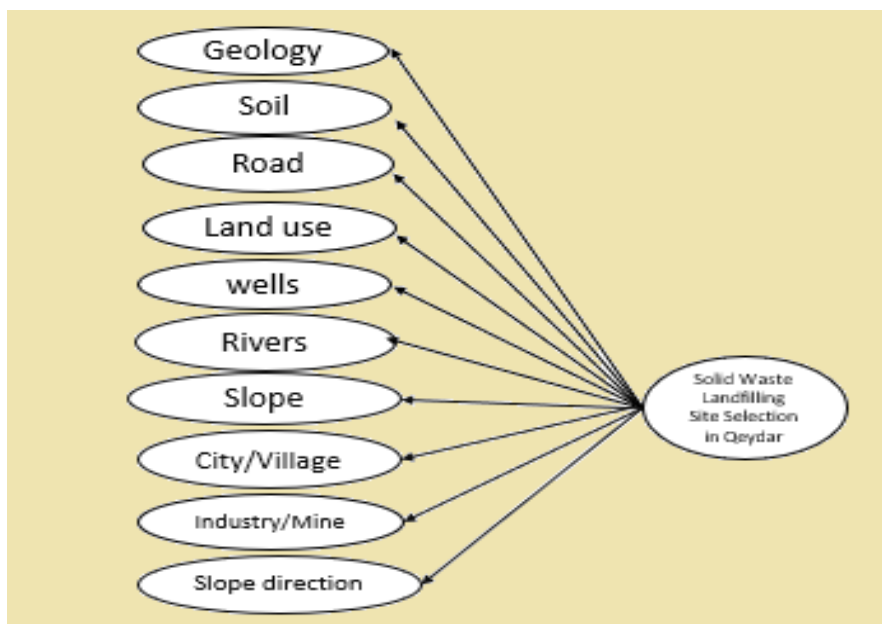 Geology
Soil
Road
Land use
wells
Rivers
Slope
City/Village
Industry/Mine
Slope direction
Solid Waste
Landfilling
Site Selection
in Qeydar